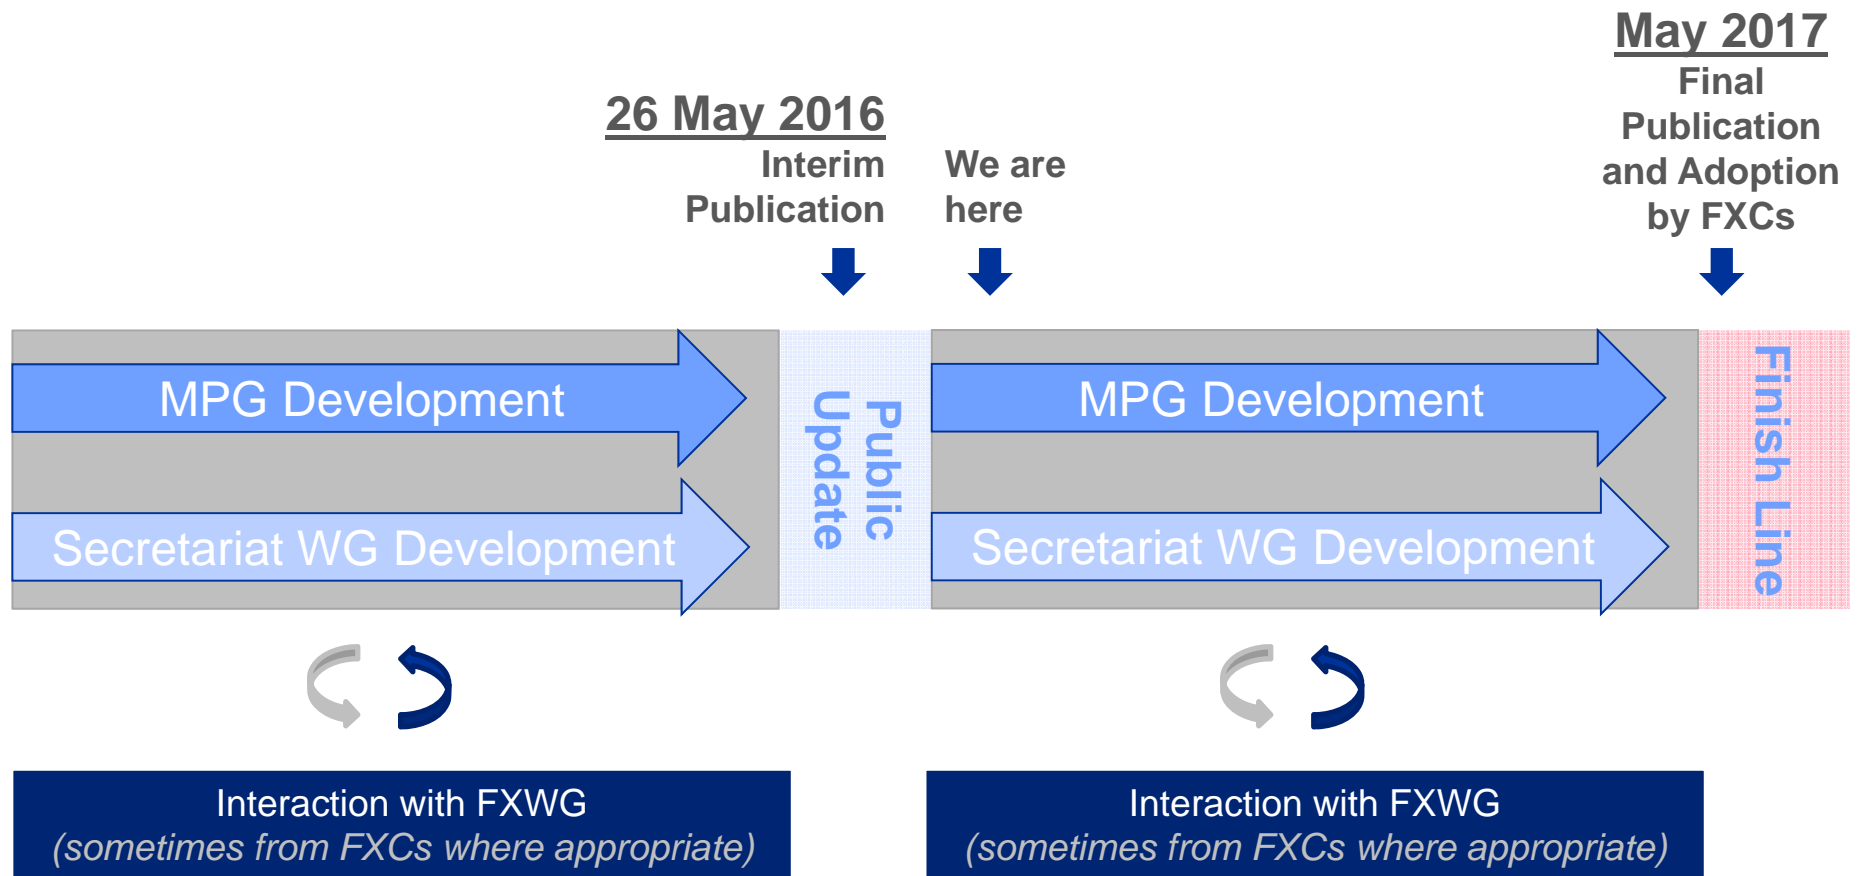 May 2017
Final
Publication
and Adoption
by FXCs
26 May 2016
Interim
Publication
We are
here
MPG Development
Secretariat WG Development
Public
Update
MPG Development
Secretariat WG Development
Finish Line
Interaction with FXWG
(sometimes from FXCs where appropriate)
Interaction with FXWG
(sometimes from FXCs where appropriate)